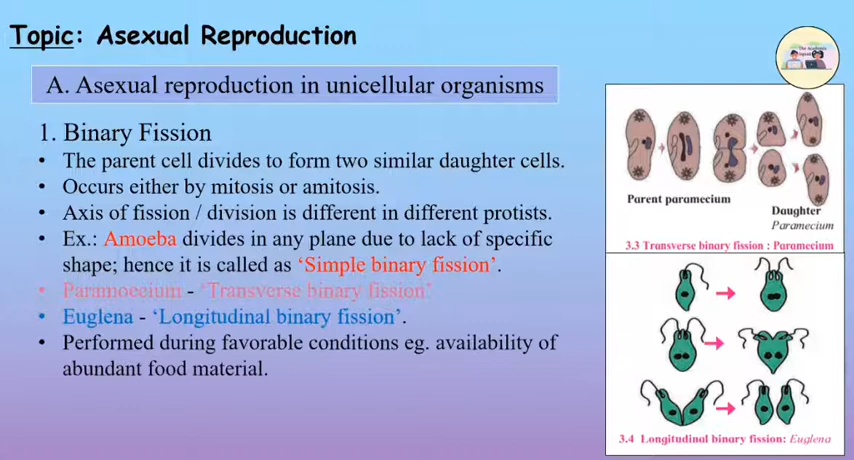 Topic: Asexual Reproduction
A. Asexual reproduction in unicellular organisms
1. Binary Fission
• The parent cell divides to form two similar daughter cells.
• Occurs either by mitosis or amitosis.
• Axis of fission / division is different in different protists.
• Ex.: Amoeba divides in any plane due to lack of specific
shape; hence it is called as ‘Simple binary fission’.
• Paramoecium - ‘Transverse binary fission’
• Euglena - ‘Longitudinal binary fission’.
• Performed during favorable conditions eg. availability of
abundant food material.
Parent paramecium
Daughter
Paramecium
3.3 Transverse binary fission : Paramecium
3.4 Longitudinal binary fission: Euglena